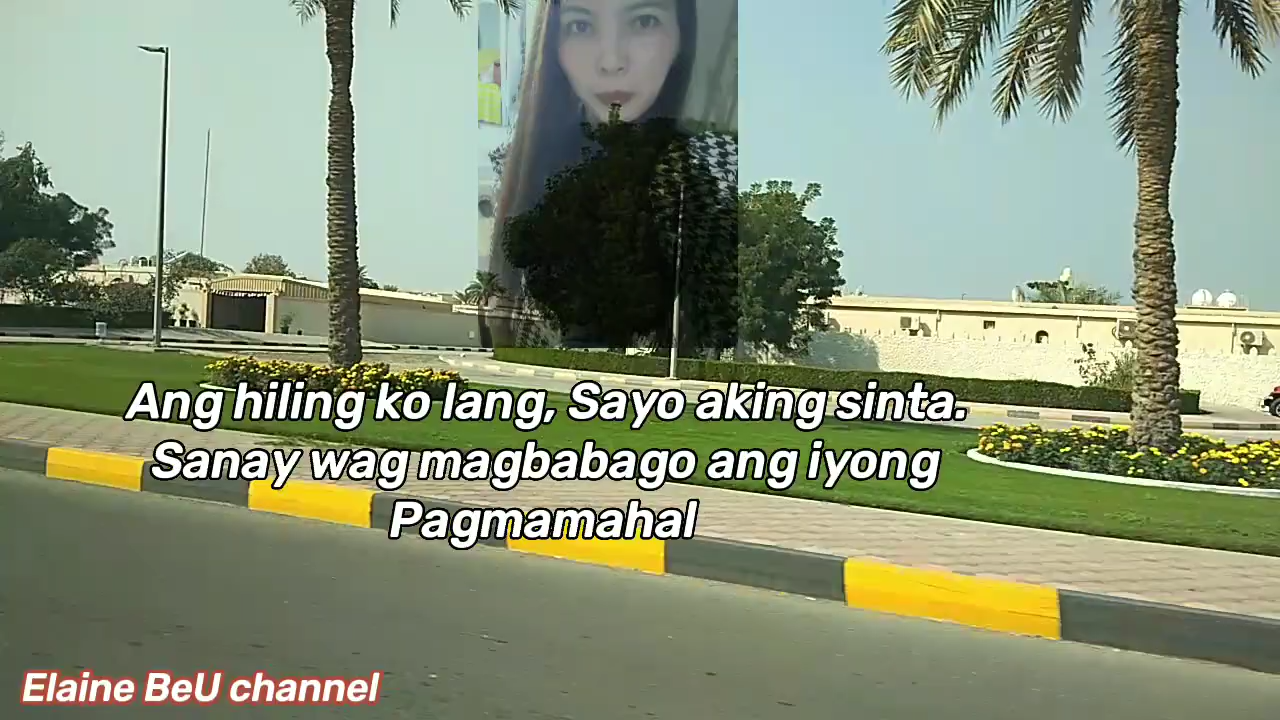 Ang hiling ko lang, Sayo aking sinta.
Sanay wag magbabago ang iyong
Pagmamahal
Elaine BeU channel